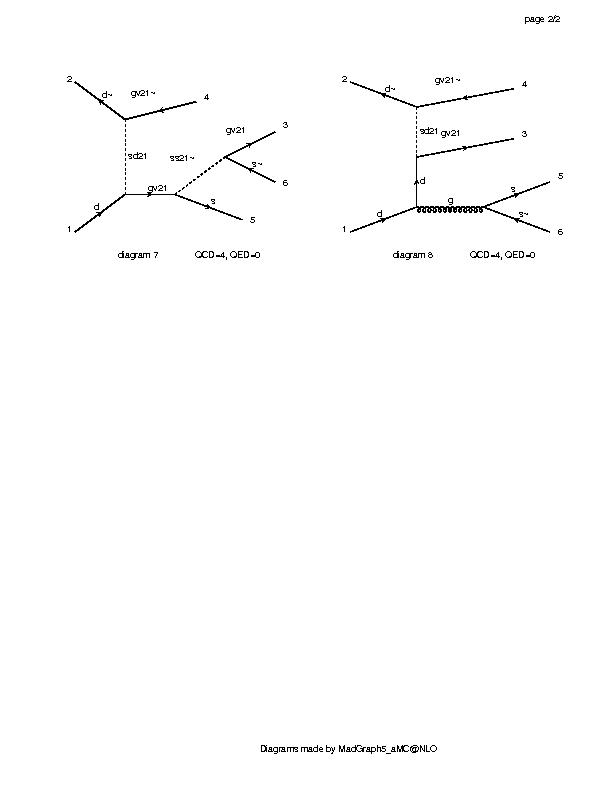 page 2/2
2
d~
gv21~
4
sd21
ss21~
gv21
3
s~
6
d
gv21
s
5
1
diagram 7 QCD=4, QED=0
2
d~
gv21~
4
sd21 gv21
3
d
g
s
5
d
s~
1
6
diagram 8 QCD=4, QED=0
Diagrams made by MadGraph5_aMC@NLO